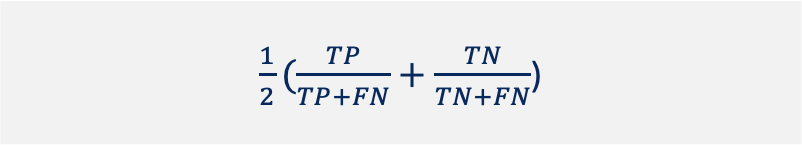 1/2 (TP/TP+FN + TN/TN+FN)